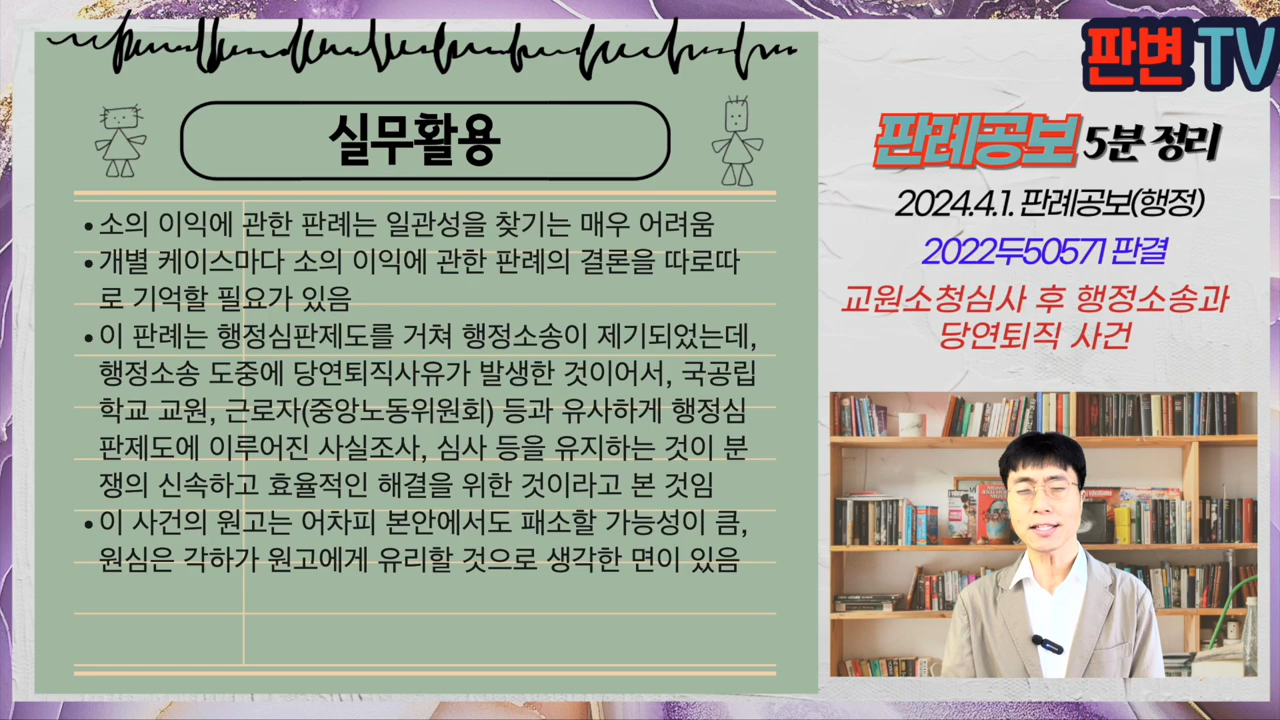 판변 TV
실무활용
• 소의 이익에 관한 판례는 일관성을 찾기는 매우 어려움
• 개별 케이스마다 소의 이익에 관한 판례의 결론을 따로따
로 기억할 필요가 있음
• 이 판례는 행정심판제도를 거쳐 행정소송이 제기되었는데,
행정소송 도중에 당연퇴직사유가 발생한 것이어서, 국공립
학교 교원, 근로자(중앙노동위원회) 등과 유사하게 행정심
판제도에 이루어진 사실조사, 심사 등을 유지하는 것이 분
쟁의 신속하고 효율적인 해결을 위한 것이라고 본 것임
• 이 사건의 원고는 어차피 본안에서도 패소할 가능성이 큼,
원심은 각하가 원고에게 유리할 것으로 생각한 면이 있음
판례공보 5분 정리
2024.4.1. 판례공보(행정)
2022두50571 판결
교원소청심사 후 행정소송과
당연퇴직 사건